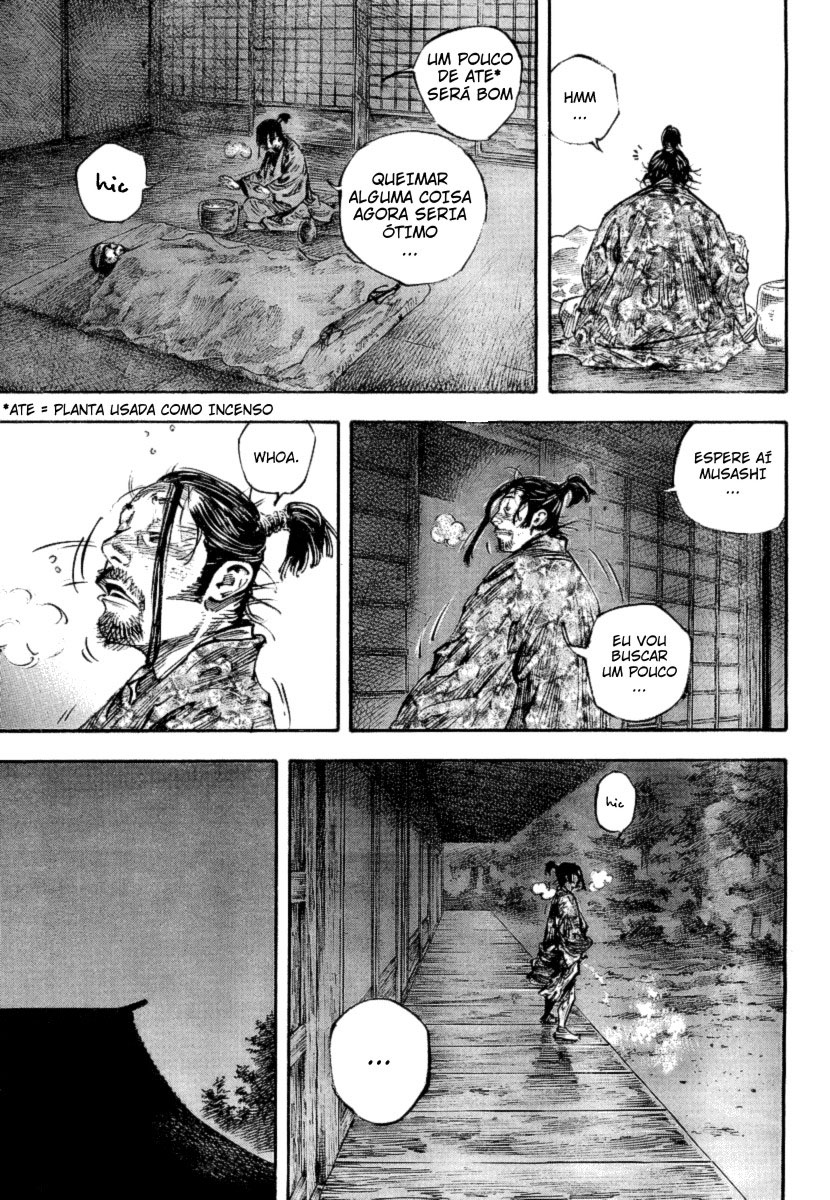 HMM
...
UM POUCO
DE ATE*
SERÁ BOM
QUEIMAR
ALGUMA COISA
AGORA SERIA
ÓTIMO
...
hic
*ATE = PLANTA USADA COMO INCENSO
ESPERE AÍ
MUSASHI
...
EU VOU
BUSCAR
UM POUCO
...
WHOA.
hic
...